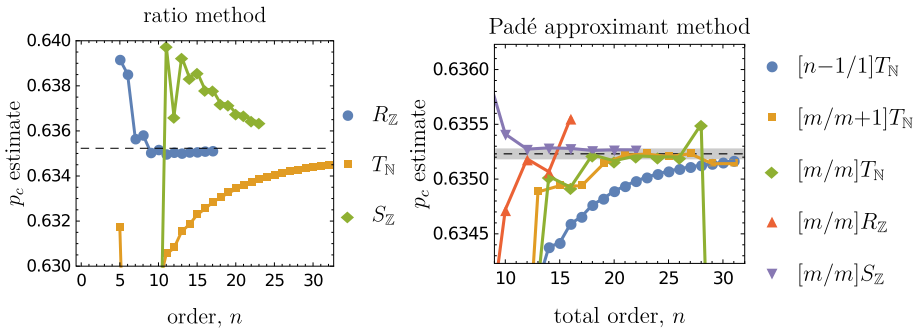 ratio method
0.640
0.638
0.636
0.634
0.632
0.630
p_c estimate
0 5 10 15 20 25 30
order, n
R_ℤ
T_ℕ
S_ℤ
Padé approximant method
0.6360
0.6355
0.6350
0.6345
p_c estimate
10 15 20 25 30
total order, n
[n−1/1]T_ℕ
[m/m+1]T_ℕ
[m/m]T_ℕ
[m/m]R_ℤ
[m/m]S_ℤ